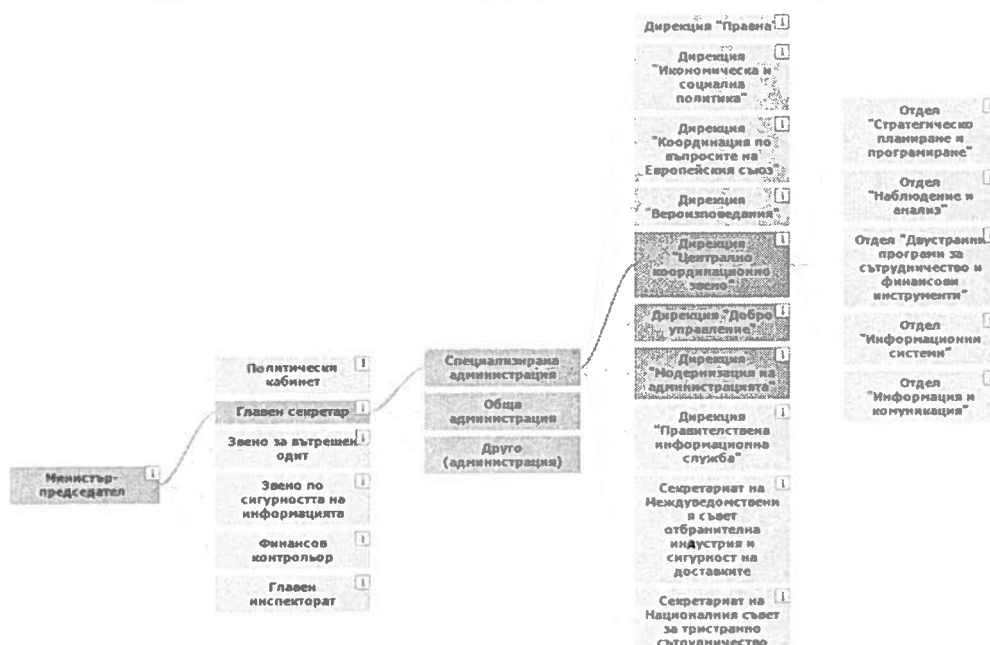 Министър-
председател
Политически
кабинет
Главен секретар
Звено за вътрешен
одит
Звено по
сигурността на
информацията
Финансов
контрольор
Главен
инспекторат
Специализирана
администрация
Обща
администрация
Друго
(администрация)
Дирекция "Правна"
Дирекция
"Икономическа и
социална
политика"
Дирекция
"Координация по
въпросите на
Европейския съюз"
Дирекция
"Вероизповедания"
Дирекция
"Централно
координационно
звено"
Дирекция "Добро
управление"
Дирекция
"Модернизация на
администрацията"
Дирекция
"Правителствена
информационна
служба"
Секретариат на
Междуведомствени
я съвет
отбранителна
индустрия и
сигурност на
доставките
Секретариат на
Националния съвет
за тристранно
сътрудничество
Отдел
"Стратегическо
планиране и
програмиране"
Отдел
"Наблюдение и
анализ"
Отдел "Двустранни
програми за
сътрудничество и
финансови
инструменти"
Отдел
"Информационни
системи"
Отдел
"Информация и
комуникация"